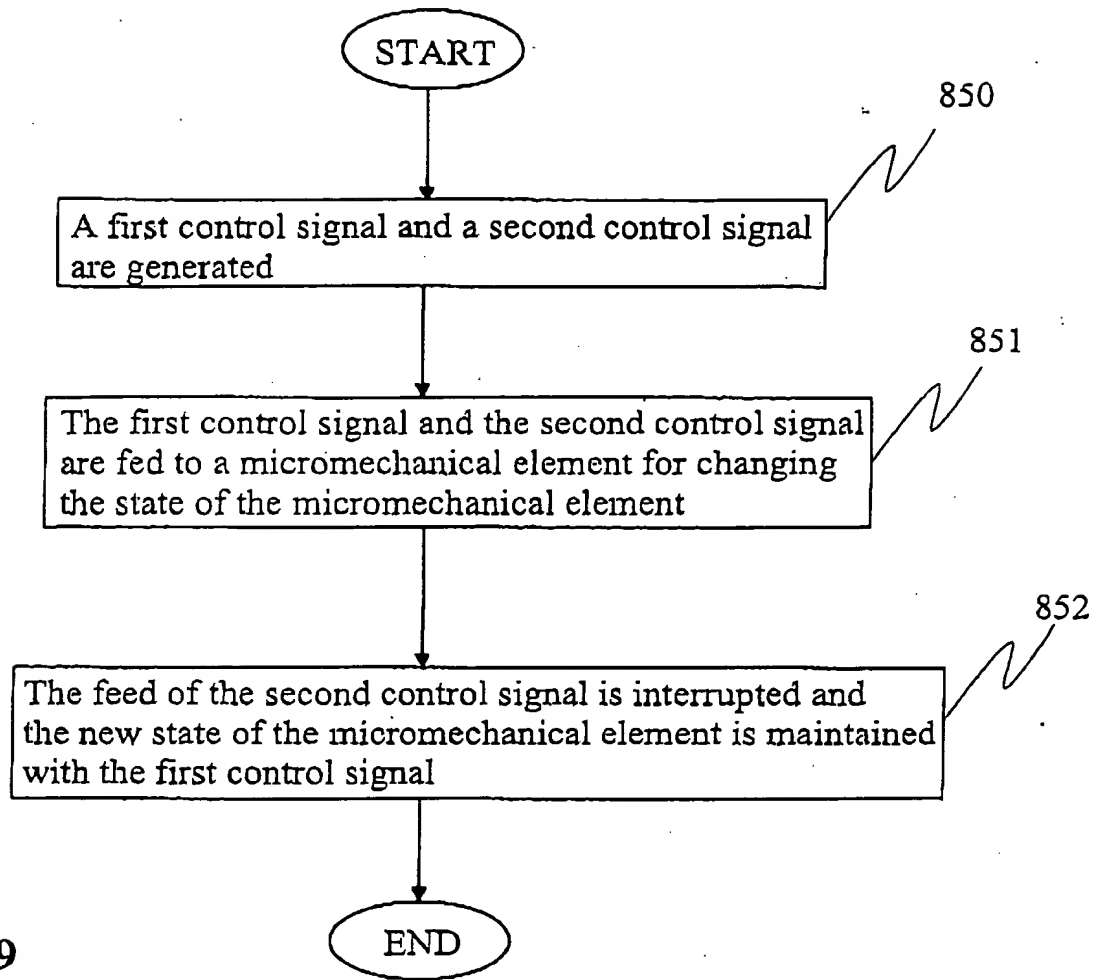 START
850
A first control signal and a second control signal
are generated
851
The first control signal and the second control signal
are fed to a micromechanical element for changing
the state of the micromechanical element
852
The feed of the second control signal is interrupted and
the new state of the micromechanical element is maintained
with the first control signal
END
9